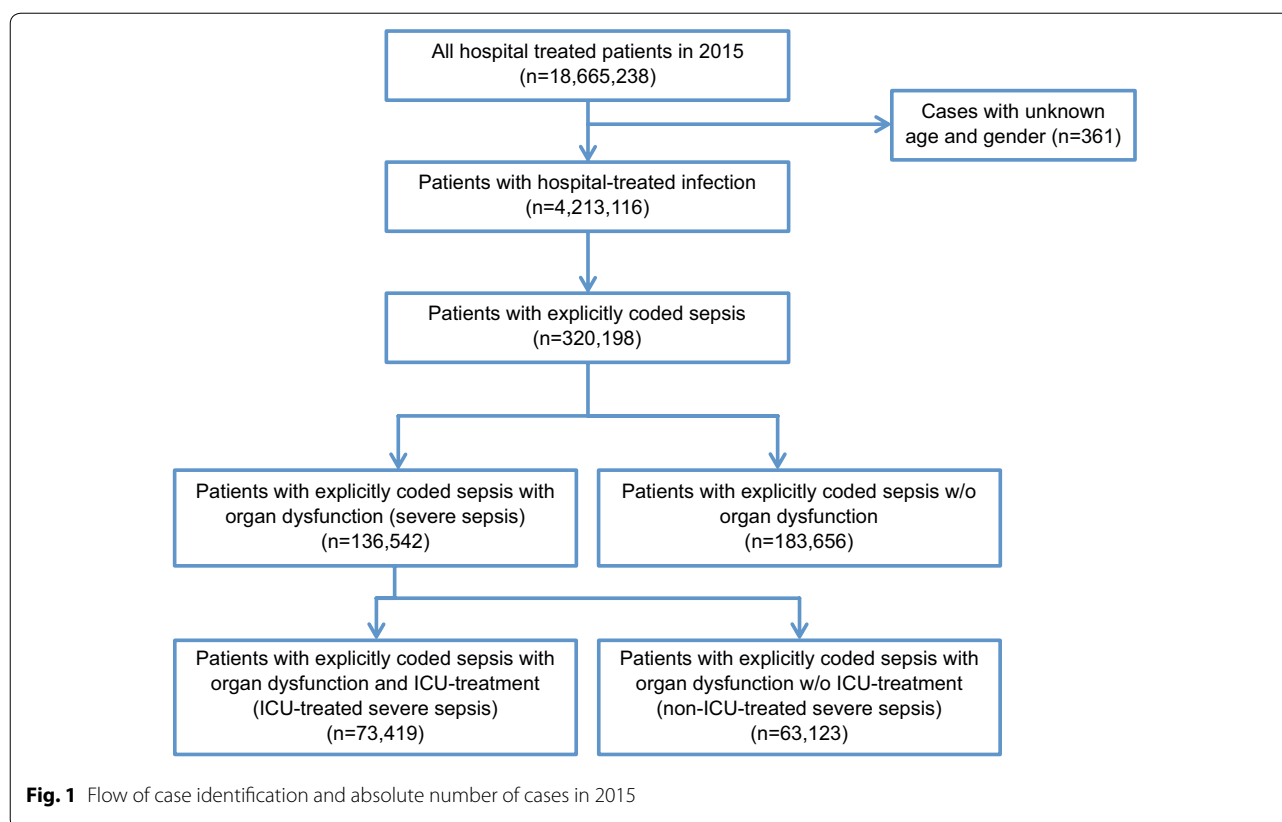 All hospital treated patients in 2015
(n=18,665,238)
Cases with unknown
age and gender (n=361)
Patients with hospital-treated infection
(n=4,213,116)
Patients with explicitly coded sepsis
(n=320,198)
Patients with explicitly coded sepsis with
organ dysfunction (severe sepsis)
(n=136,542)
Patients with explicitly coded sepsis w/o
organ dysfunction
(n=183,656)
Patients with explicitly coded sepsis with
organ dysfunction and ICU-treatment
(ICU-treated severe sepsis)
(n=73,419)
Patients with explicitly coded sepsis with
organ dysfunction w/o ICU-treatment
(non-ICU-treated severe sepsis)
(n=63,123)
Fig. 1 Flow of case identification and absolute number of cases in 2015